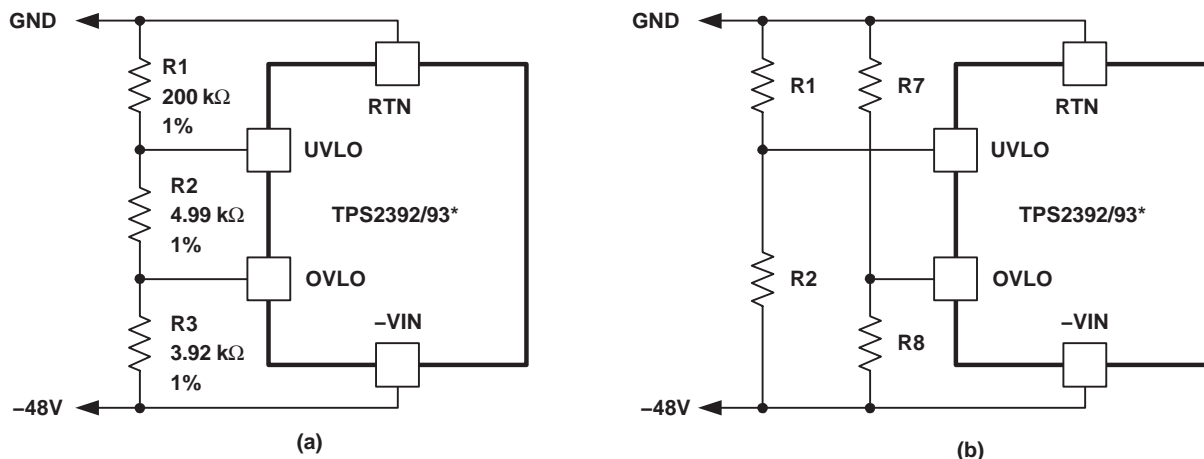 GND
R1
200 kΩ
1%
RTN
UVLO
R2
4.99 kΩ
1%
TPS2392/93*
OVLO
R3
3.92 kΩ
1%
–VIN
–48V
(a)
GND
R1
R7
RTN
UVLO
TPS2392/93*
R2
OVLO
–VIN
R8
–48V
(b)